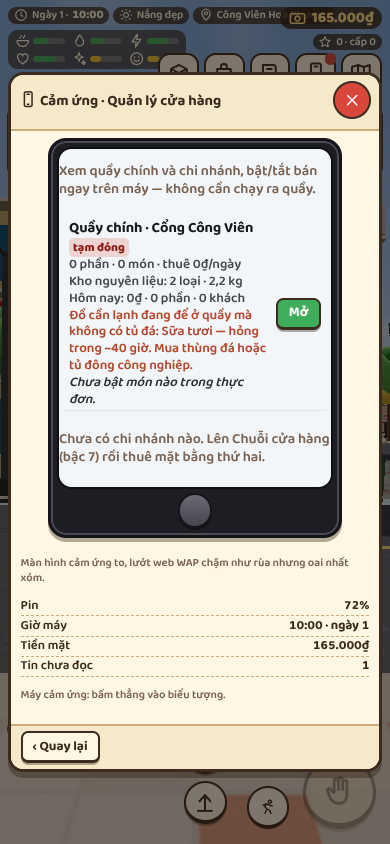 Ngày 1 · 10:00
Nắng đẹp
Công Viên
165.000₫
0 · cấp 0
Cảm ứng · Quản lý cửa hàng
Xem quầy chính và chi nhánh, bật/tắt bán
ngay trên máy — không cần chạy ra quầy.
Quầy chính · Cổng Công Viên
tạm đóng
0 phần · 0 món · thuê 0₫/ngày
Kho nguyên liệu: 2 loại · 2,2 kg
Hôm nay: 0₫ · 0 phần · 0 khách
Đồ cần lạnh đang để ở quầy mà
không có tủ đá: Sữa tươi — hỏng
trong ~40 giờ. Mua thùng đá hoặc
tủ đông công nghiệp.
Chưa bật món nào trong thực
đơn.
Mở
Chưa có chi nhánh nào. Lên Chuỗi cửa hàng
(bậc 7) rồi thuê mặt bằng thứ hai.
Màn hình cảm ứng to, lướt web WAP chậm như rùa nhưng oai nhất
xóm.
Pin 72%
Giờ máy 10:00 · ngày 1
Tiền mặt 165.000₫
Tin chưa đọc 1
Máy cảm ứng: bấm thẳng vào biểu tượng.
‹ Quay lại